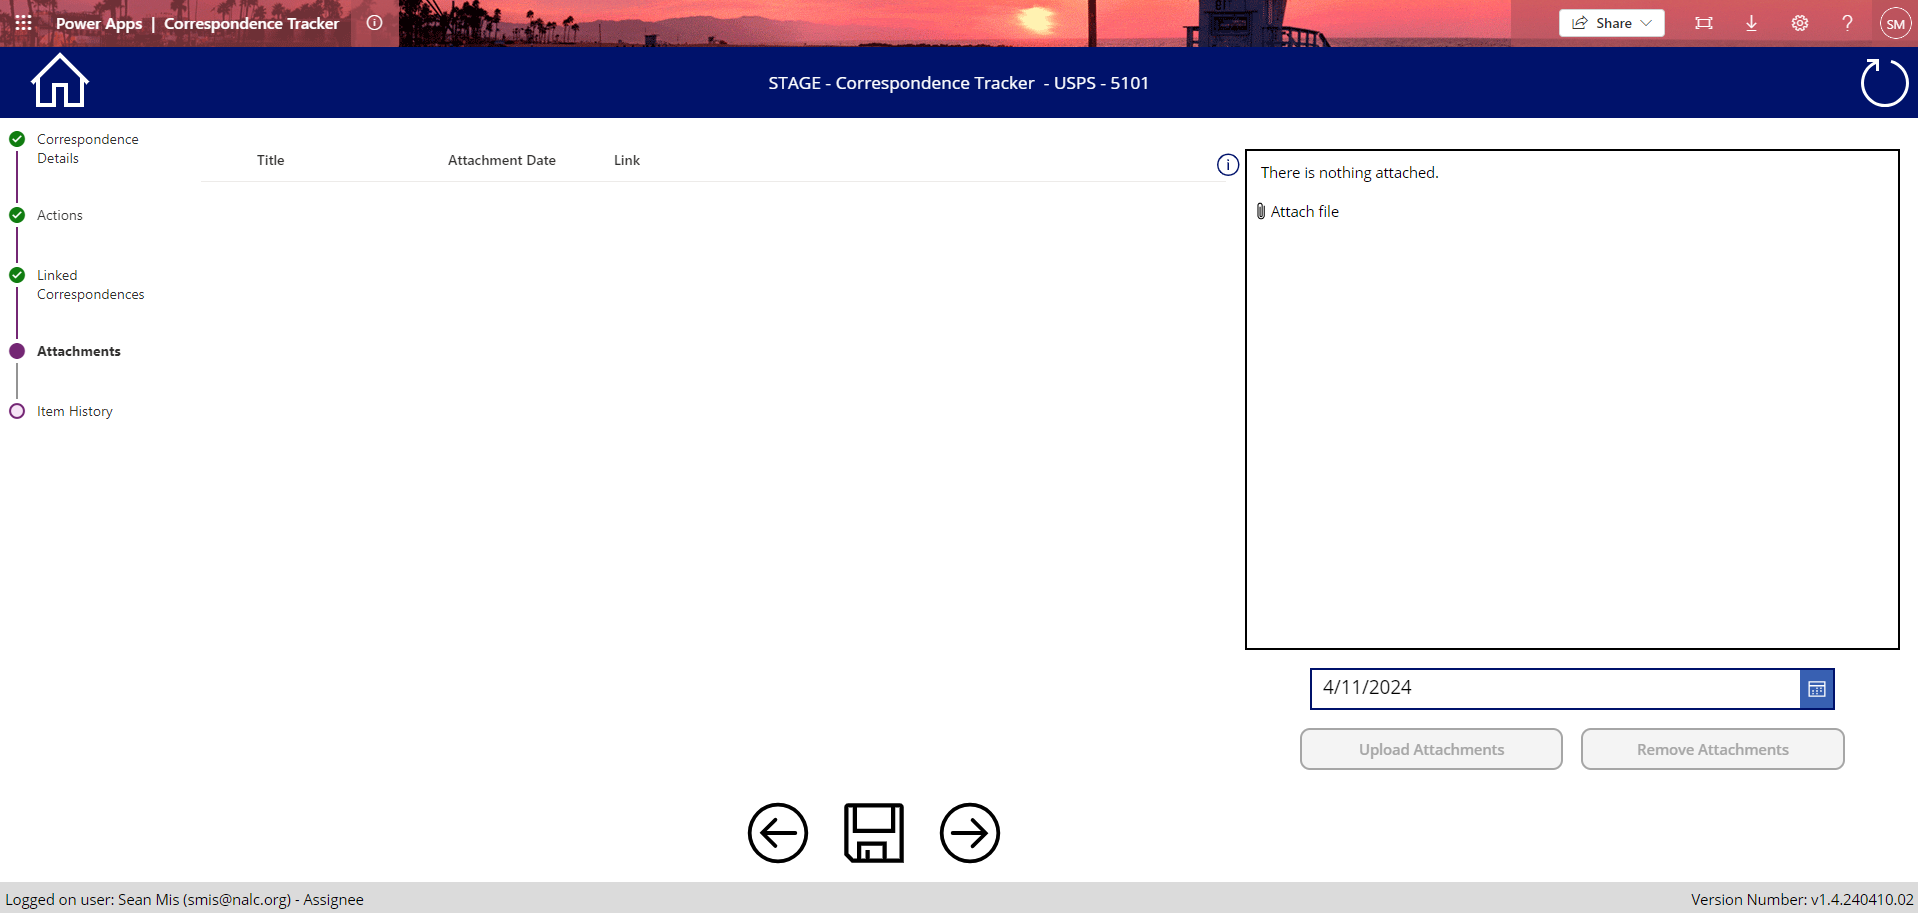 Power Apps | Correspondence Tracker
Share
SM
STAGE - Correspondence Tracker - USPS - 5101
Correspondence
Details
Actions
Linked
Correspondences
Attachments
Item History
Title Attachment Date Link
There is nothing attached.
Attach file
4/11/2024
Upload Attachments Remove Attachments
Logged on user: Sean Mis (smis@nalc.org) - Assignee
Version Number: v1.4.240410.02